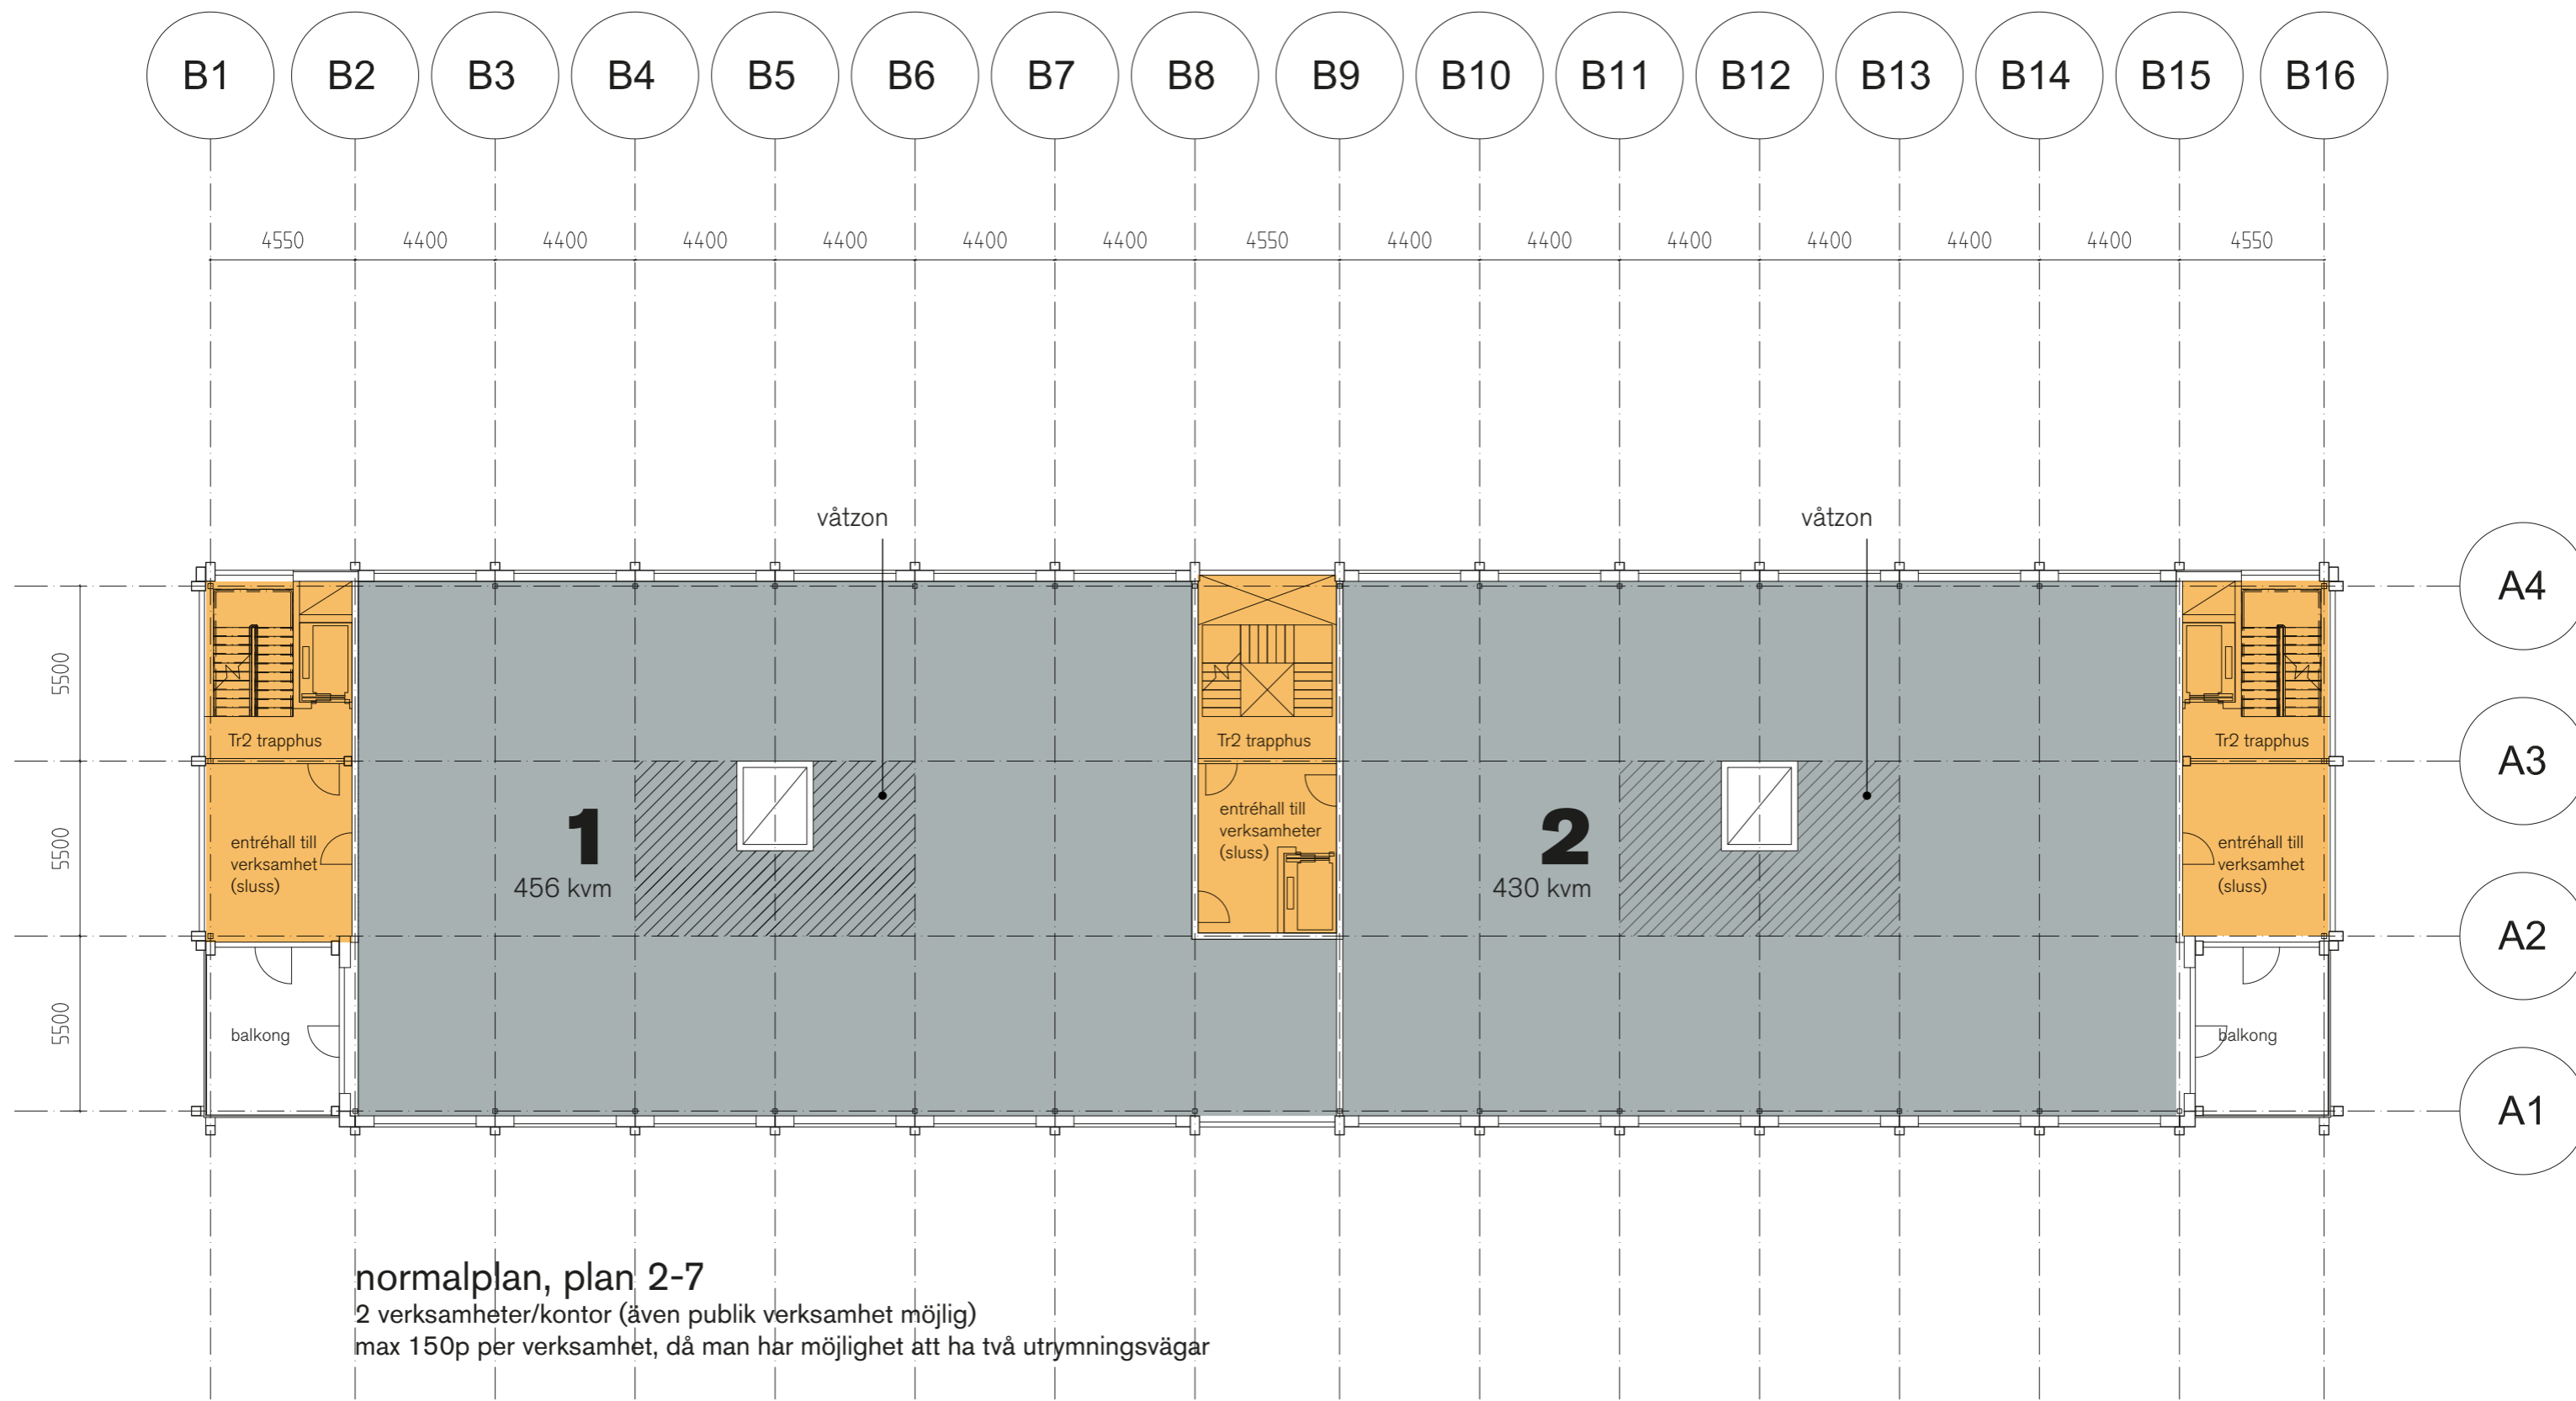 B1 B2 B3 B4 B5 B6 B7 B8 B9 B10 B11 B12 B13 B14 B15 B16
4550 4400 4400 4400 4400 4400 4400 4550 4400 4400 4400 4400 4400 4400 4550
våtzon
våtzon
A4
A3
A2
A1
5500
5500
5500
Tr2 trapphus
entréhall till
verksamhet
(sluss)
balkong
1
456 kvm
Tr2 trapphus
entréhall till
verksamheter
(sluss)
2
430 kvm
Tr2 trapphus
entréhall till
verksamhet
(sluss)
balkong
normalplan, plan 2-7
2 verksamheter/kontor (även publik verksamhet möjlig)
max 150p per verksamhet, då man har möjlighet att ha två utrymningsvägar